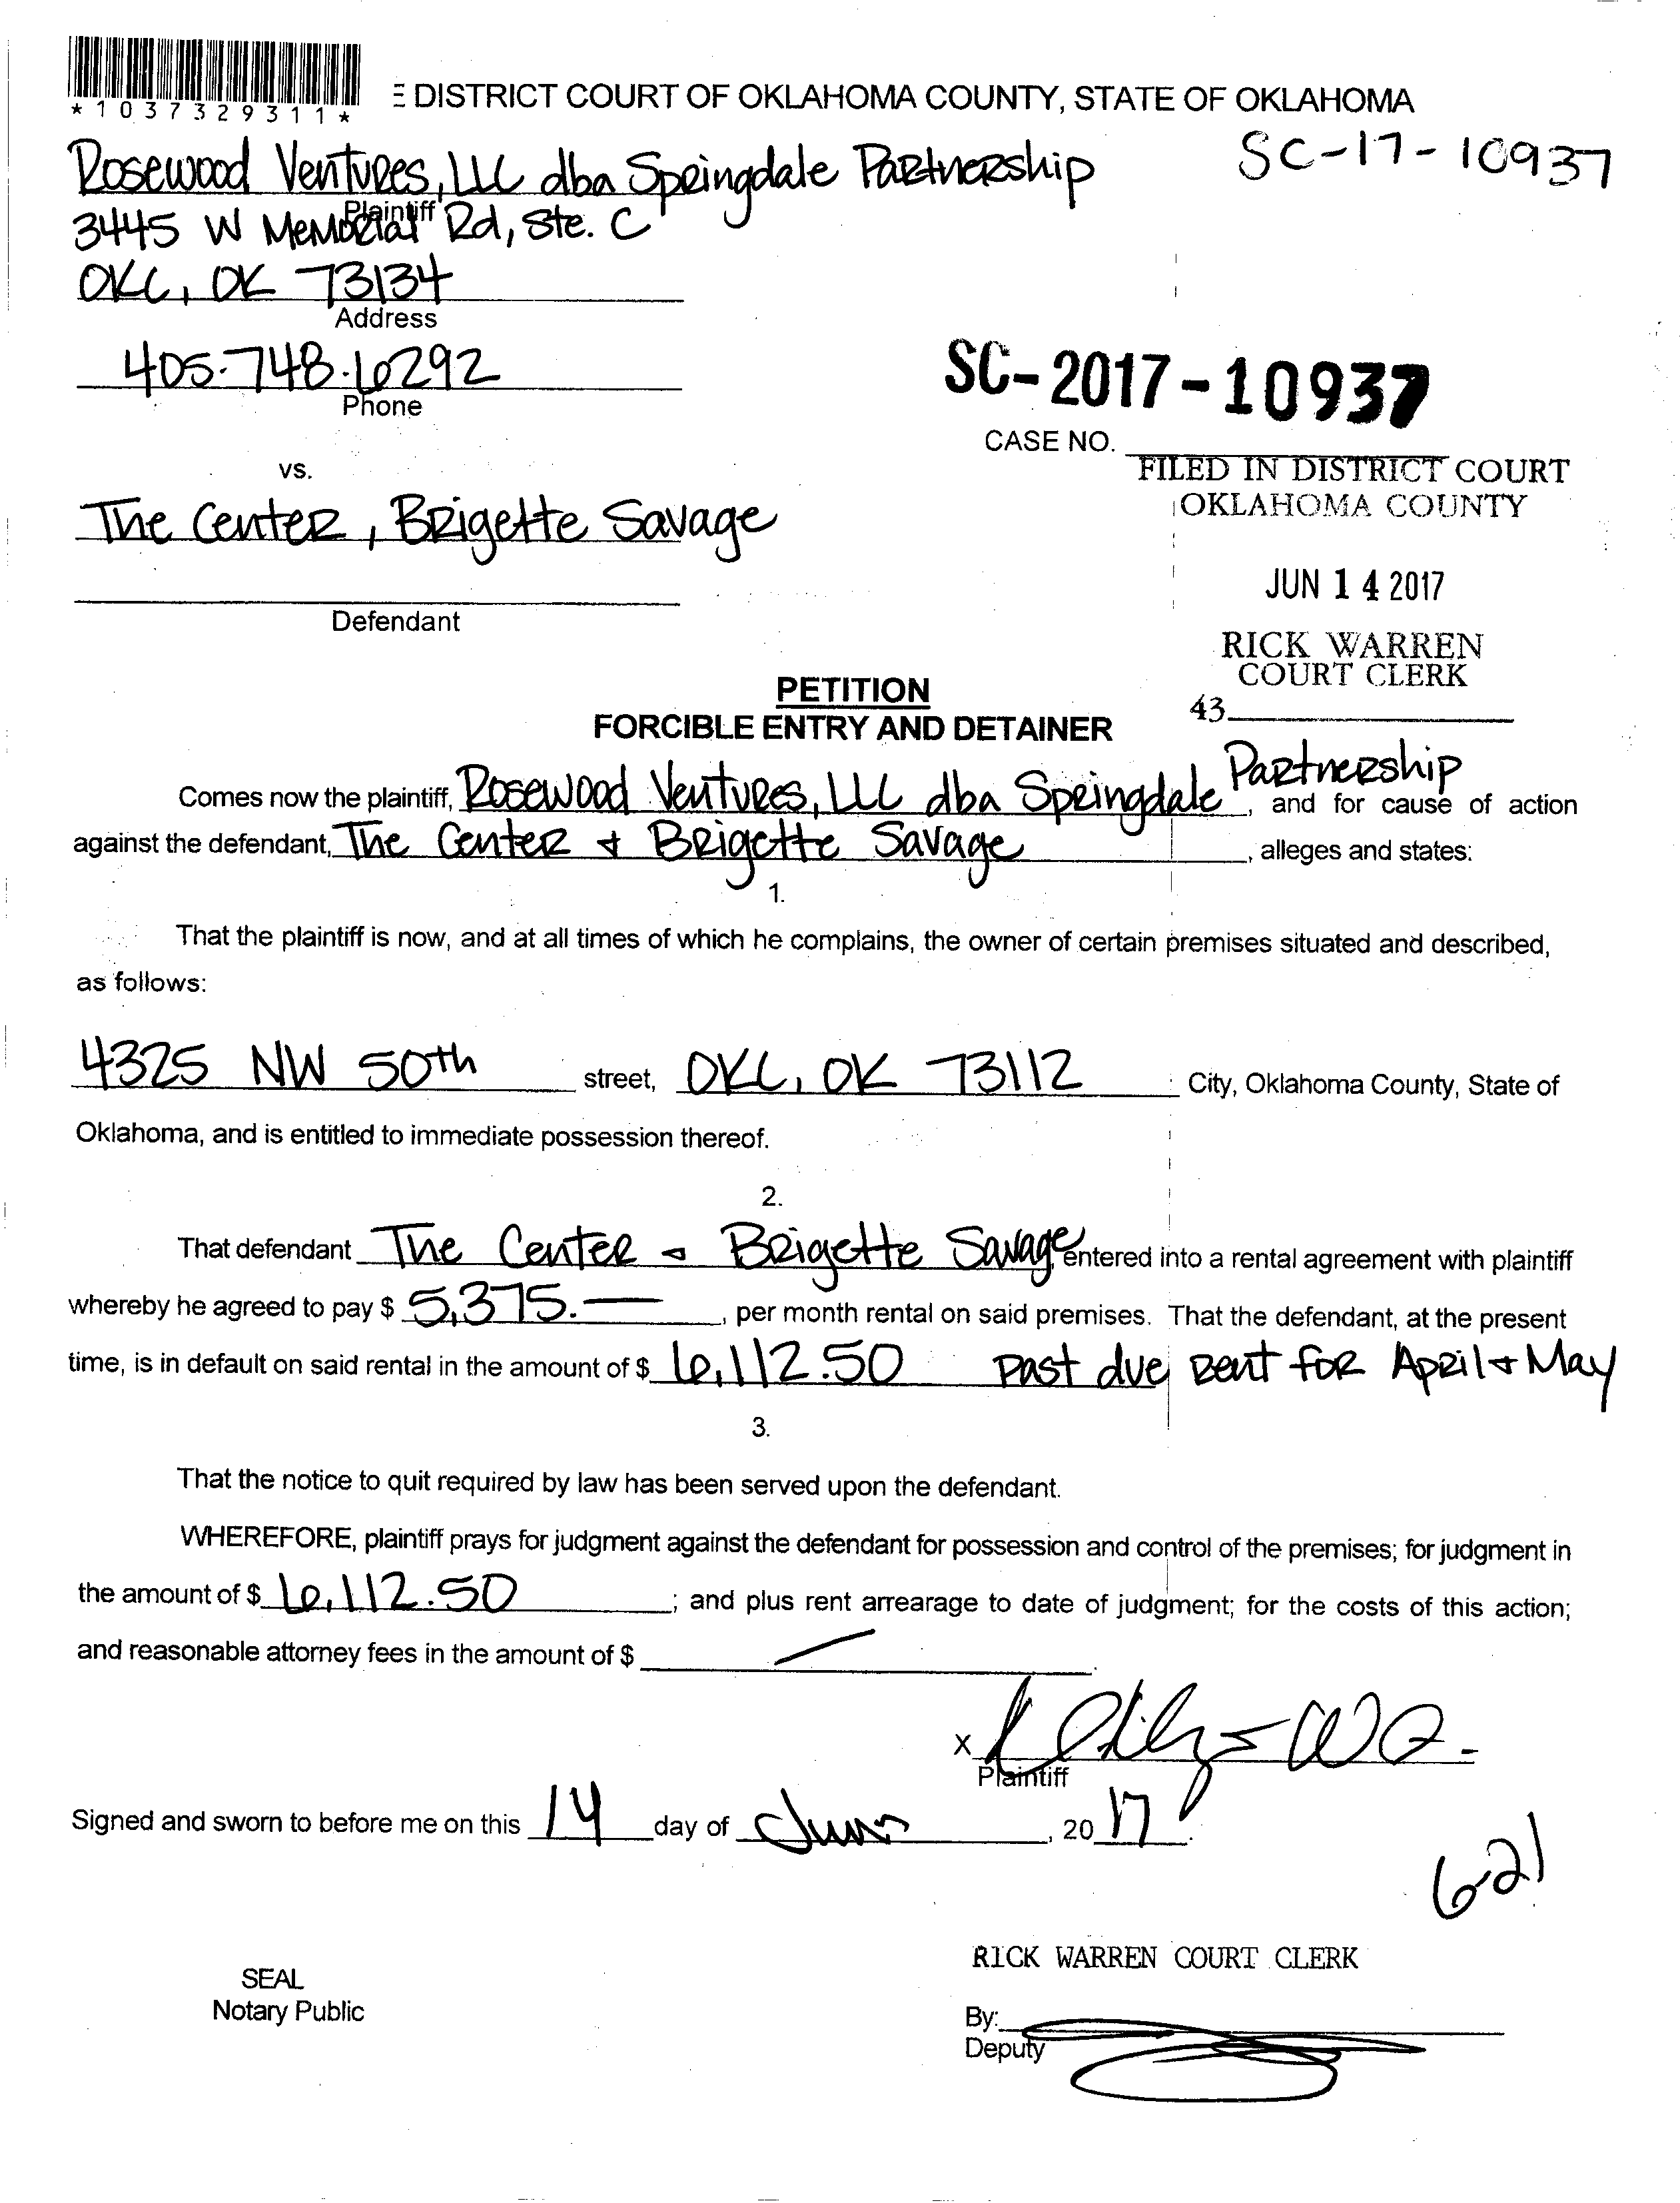 *1037329311*
E DISTRICT COURT OF OKLAHOMA COUNTY, STATE OF OKLAHOMA
SC-17-10937
Rosewood Ventures, LLC dba Springdale Partnership
Plaintiff
3445 W Memorial Rd, Ste. C
OKC, OK 73134
Address
405-748-6292
Phone
SC-2017-10937
CASE NO.
vs.
FILED IN DISTRICT COURT
OKLAHOMA COUNTY
The Center, Brigette Savage
JUN 14 2017
Defendant
RICK WARREN
COURT CLERK
43
PETITION
FORCIBLE ENTRY AND DETAINER
Comes now the plaintiff, Rosewood Ventures, LLC dba Springdale Partnership, and for cause of action
against the defendant, The Center & Brigette Savage, alleges and states:
1.
That the plaintiff is now, and at all times of which he complains, the owner of certain premises situated and described,
as follows:
4325 NW 50th street, OKC, OK 73112 City, Oklahoma County, State of
Oklahoma, and is entitled to immediate possession thereof.
2.
That defendant The Center & Brigette Savage, entered into a rental agreement with plaintiff
whereby he agreed to pay $ 5,375.—, per month rental on said premises. That the defendant, at the present
time, is in default on said rental in the amount of $ 6,112.50 Past due rent for April & May
3.
That the notice to quit required by law has been served upon the defendant.
WHEREFORE, plaintiff prays for judgment against the defendant for possession and control of the premises; for judgment in
the amount of $ 6,112.50; and plus rent arrearage to date of judgment; for the costs of this action;
and reasonable attorney fees in the amount of $ —.
X
Plaintiff
Signed and sworn to before me on this 14 day of June, 2017.
6-21
RICK WARREN COURT CLERK
SEAL
Notary Public
By:
Deputy